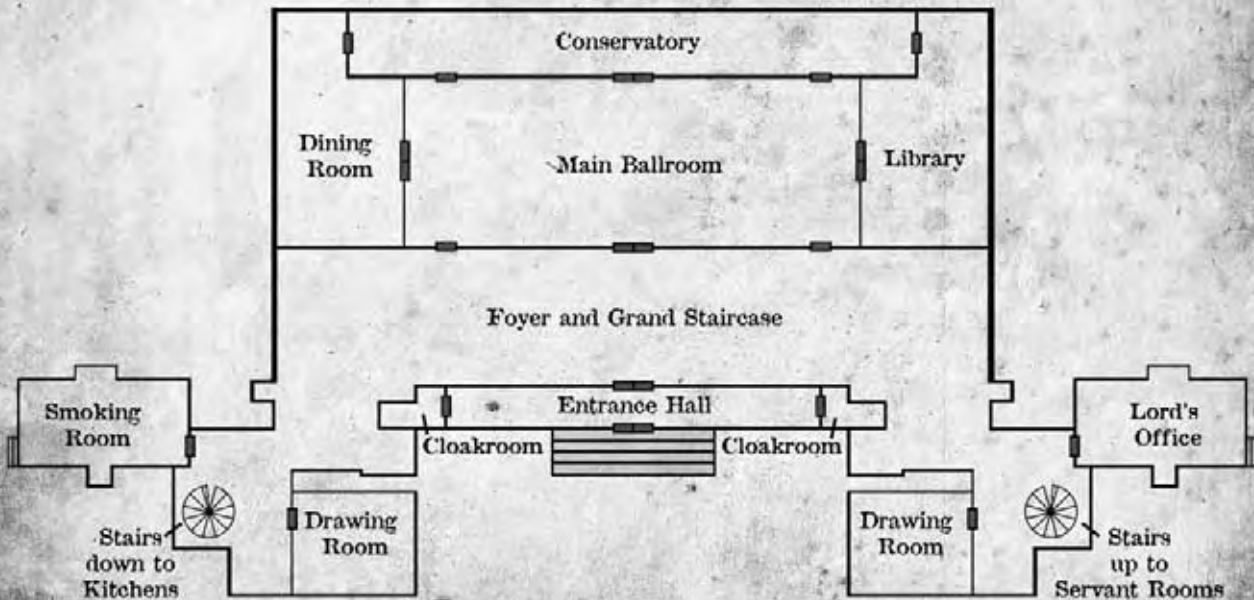 Conservatory
Dining
Room
Main Ballroom
Library
Foyer and Grand Staircase
Smoking
Room
Entrance Hall
Lord's
Office
Cloakroom
Cloakroom
Drawing
Room
Drawing
Room
Stairs
down to
Kitchens
Stairs
up to
Servant Rooms